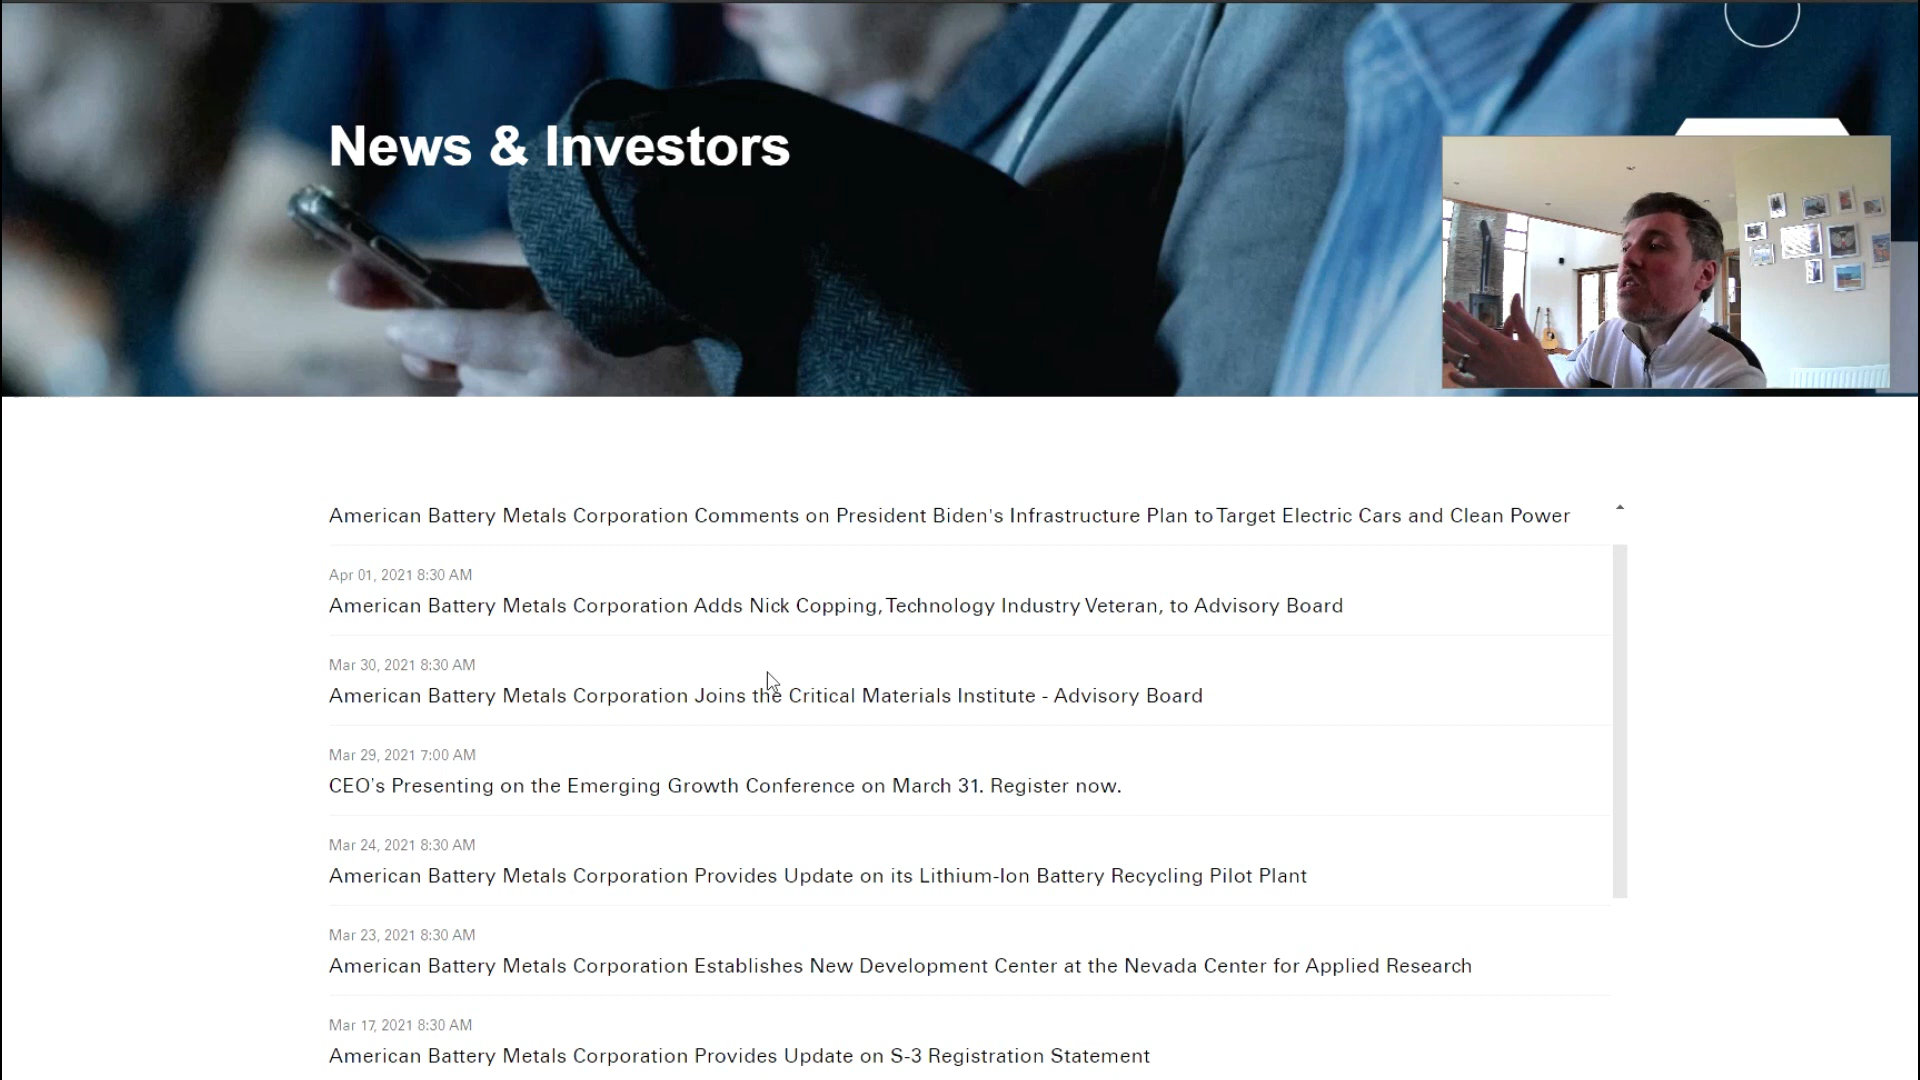 News & Investors
American Battery Metals Corporation Comments on President Biden's Infrastructure Plan to Target Electric Cars and Clean Power
Apr 01, 2021 8:30 AM
American Battery Metals Corporation Adds Nick Copping, Technology Industry Veteran, to Advisory Board
Mar 30, 2021 8:30 AM
American Battery Metals Corporation Joins the Critical Materials Institute - Advisory Board
Mar 29, 2021 7:00 AM
CEO's Presenting on the Emerging Growth Conference on March 31. Register now.
Mar 24, 2021 8:30 AM
American Battery Metals Corporation Provides Update on its Lithium-Ion Battery Recycling Pilot Plant
Mar 23, 2021 8:30 AM
American Battery Metals Corporation Establishes New Development Center at the Nevada Center for Applied Research
Mar 17, 2021 8:30 AM
American Battery Metals Corporation Provides Update on S-3 Registration Statement